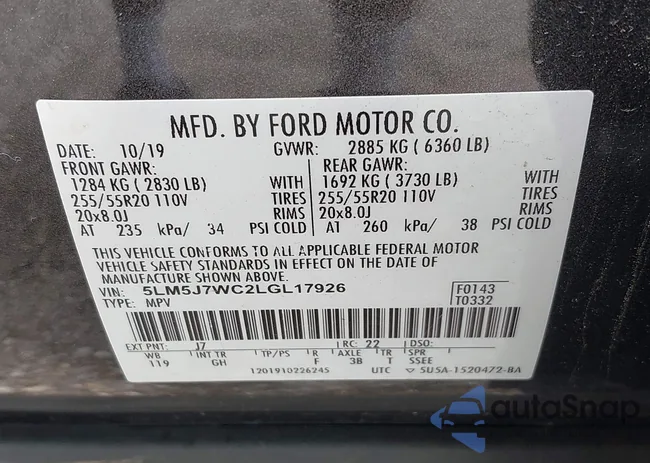 MFD. BY FORD MOTOR CO.
DATE: 10/19 GVWR: 2885 KG ( 6360 LB)
FRONT GAWR: REAR GAWR:
1284 KG ( 2830 LB) WITH 1692 KG ( 3730 LB) WITH
255/55R20 110V TIRES 255/55R20 110V TIRES
20x8.0J RIMS 20x8.0J RIMS
AT 235 kPa/ 34 PSI COLD AT 260 kPa/ 38 PSI COLD
THIS VEHICLE CONFORMS TO ALL APPLICABLE FEDERAL MOTOR
VEHICLE SAFETY STANDARDS IN EFFECT ON THE DATE OF
MANUFACTURE SHOWN ABOVE.
VIN: 5LM5J7WC2LGL17926 F0143
TYPE: MPV T0332
EXT PNT: J7 RC: 22 DSO:
WB INT TR TP/PS R AXLE TR SPR
119 GH F 3B T SSEE
1201910226245 UTC ▽ 5U5A-1520472-BA
autoSnap